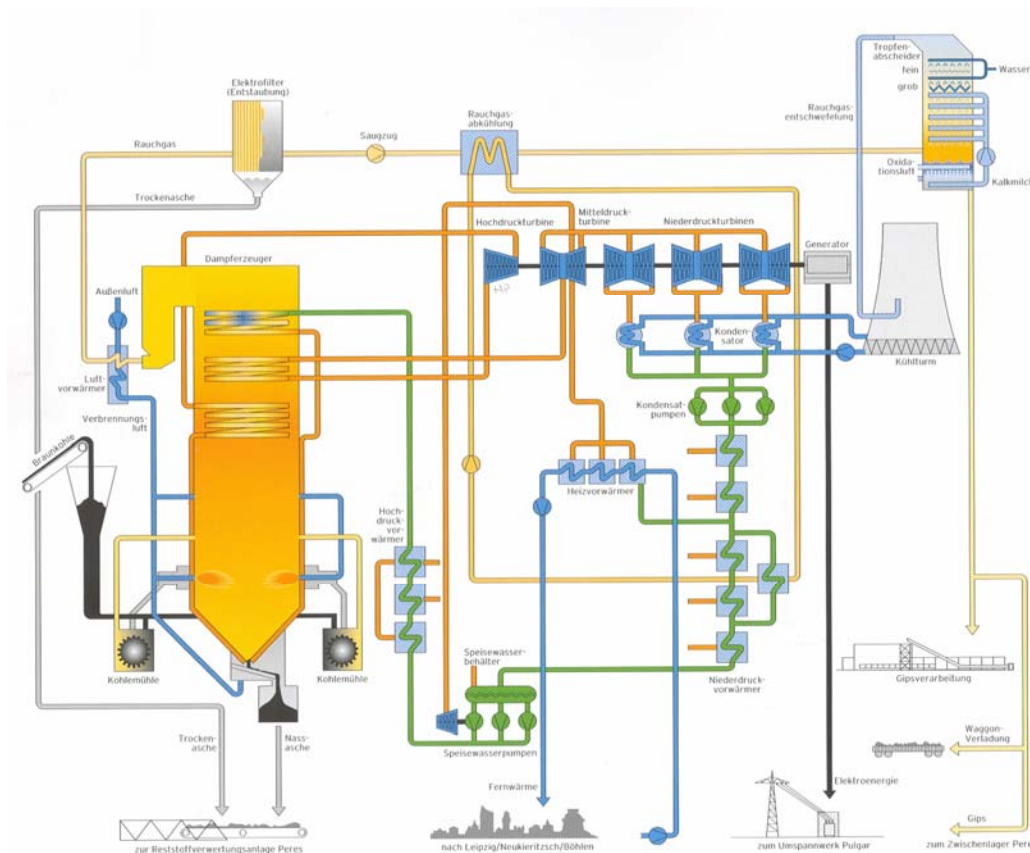 Tropfen-
abscheider
fein
Wasser
grob
Elektrofilter
(Entstaubung)
Rauchgas-
abkühlung
Rauchgas-
entschwefelung
Saugzug
Rauchgas
Oxida-
tionsluft
Kalkmilch
Trockenasche
Hochdruckturbine
Mitteldruck-
turbine
Niederdruckturbinen
Generator
Dampferzeuger
Außenluft
Konden-
sator
Kühlturm
Luft-
vorwärmer
Verbrennungs-
luft
Kondensat-
pumpen
Braunkohle
Heizvorwärmer
Hoch-
druck-
vorwärmer
Speisewasser-
behälter
Niederdruck-
vorwärmer
Gipsverarbeitung
Kohlemühle
Kohlemühle
Trocken-
asche
Nass-
asche
Speisewasserpumpen
Waggon-
Verladung
Fernwärme
Elektroenergie
Gips
zur Reststoffverwertungsanlage Peres
nach Leipzig/Neukieritzsch/Böhlen
zum Umspannwerk Pulgar
zum Zwischenlager Peres